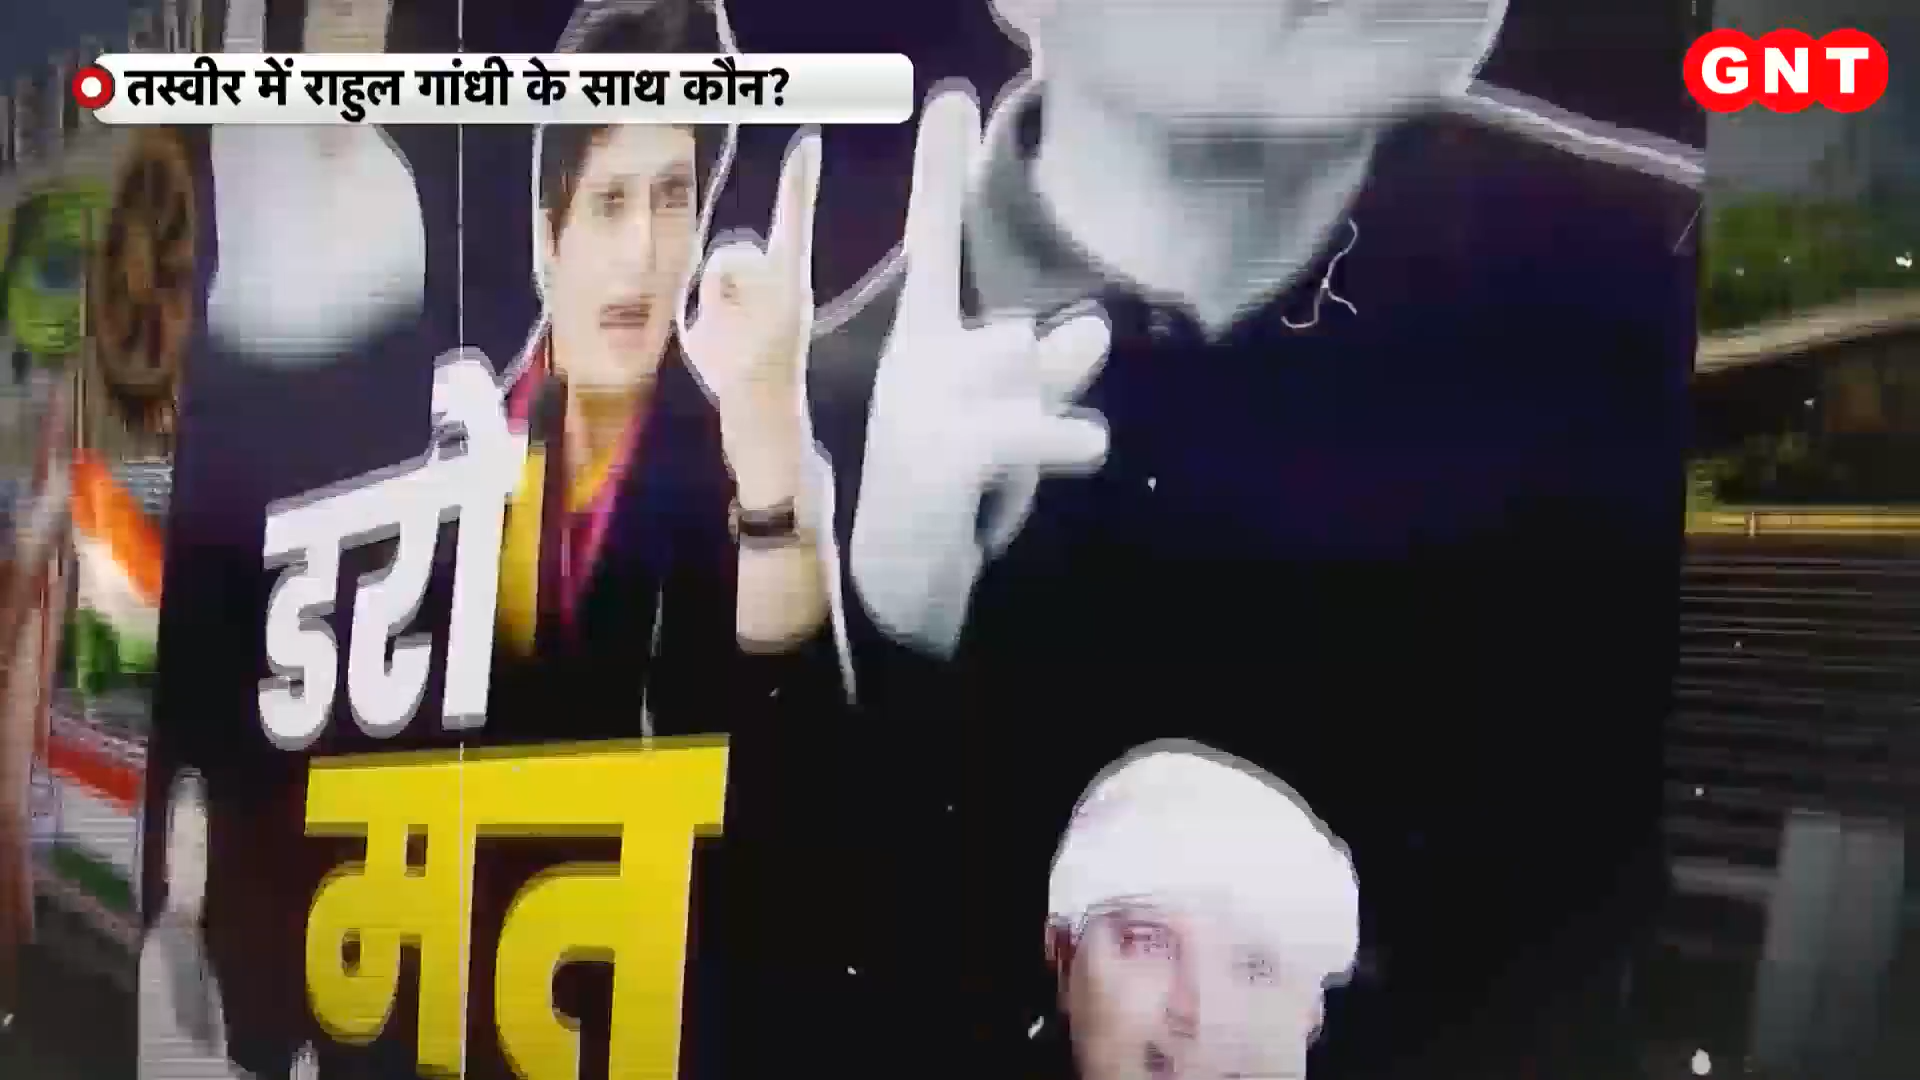 तस्वीर में राहुल गांधी के साथ कौन?
GNT
डरो
मत